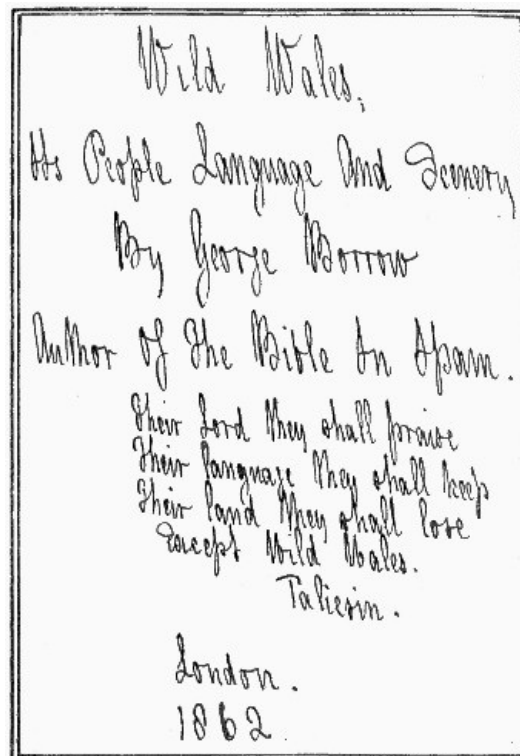 Wild Wales,
Its People Language And Scenery
By George Borrow
Author Of The Bible In Spain.
Their Lord they shall praise
Their language they shall keep
Their land they shall lose
Except Wild Wales.
Taliesin.
London.
1862.